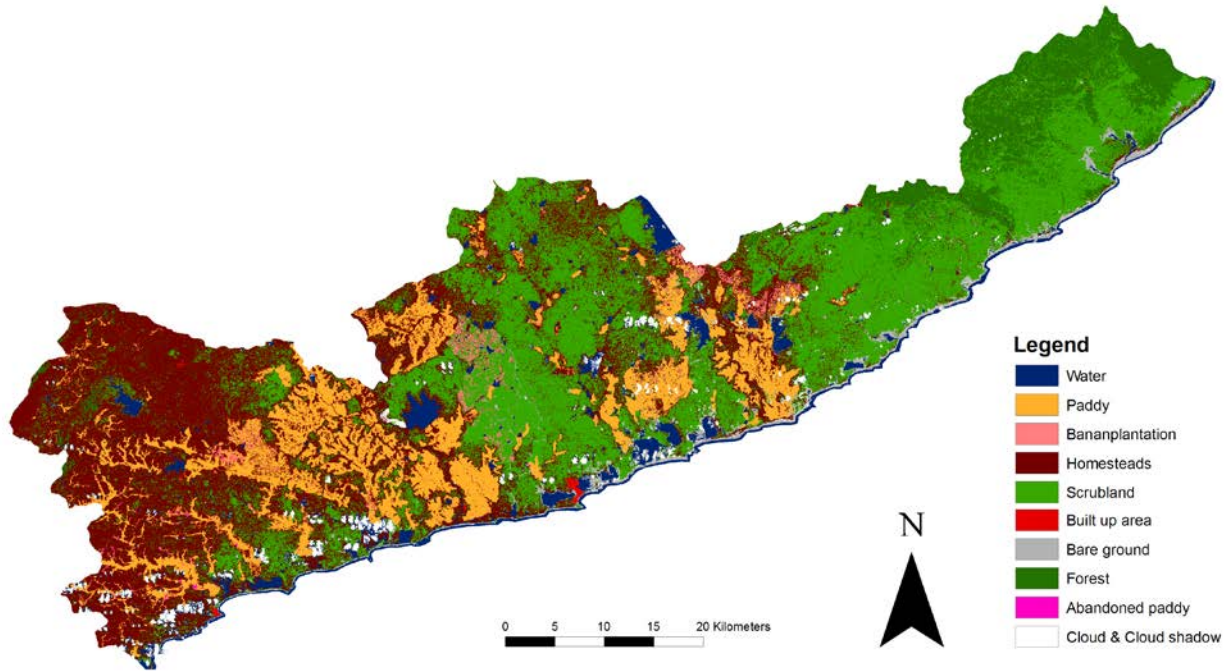 Legend
Water
Paddy
Bananplantation
Homesteads
Scrubland
Built up area
Bare ground
Forest
Abandoned paddy
Cloud & Cloud shadow
N
0 5 10 15 20 Kilometers